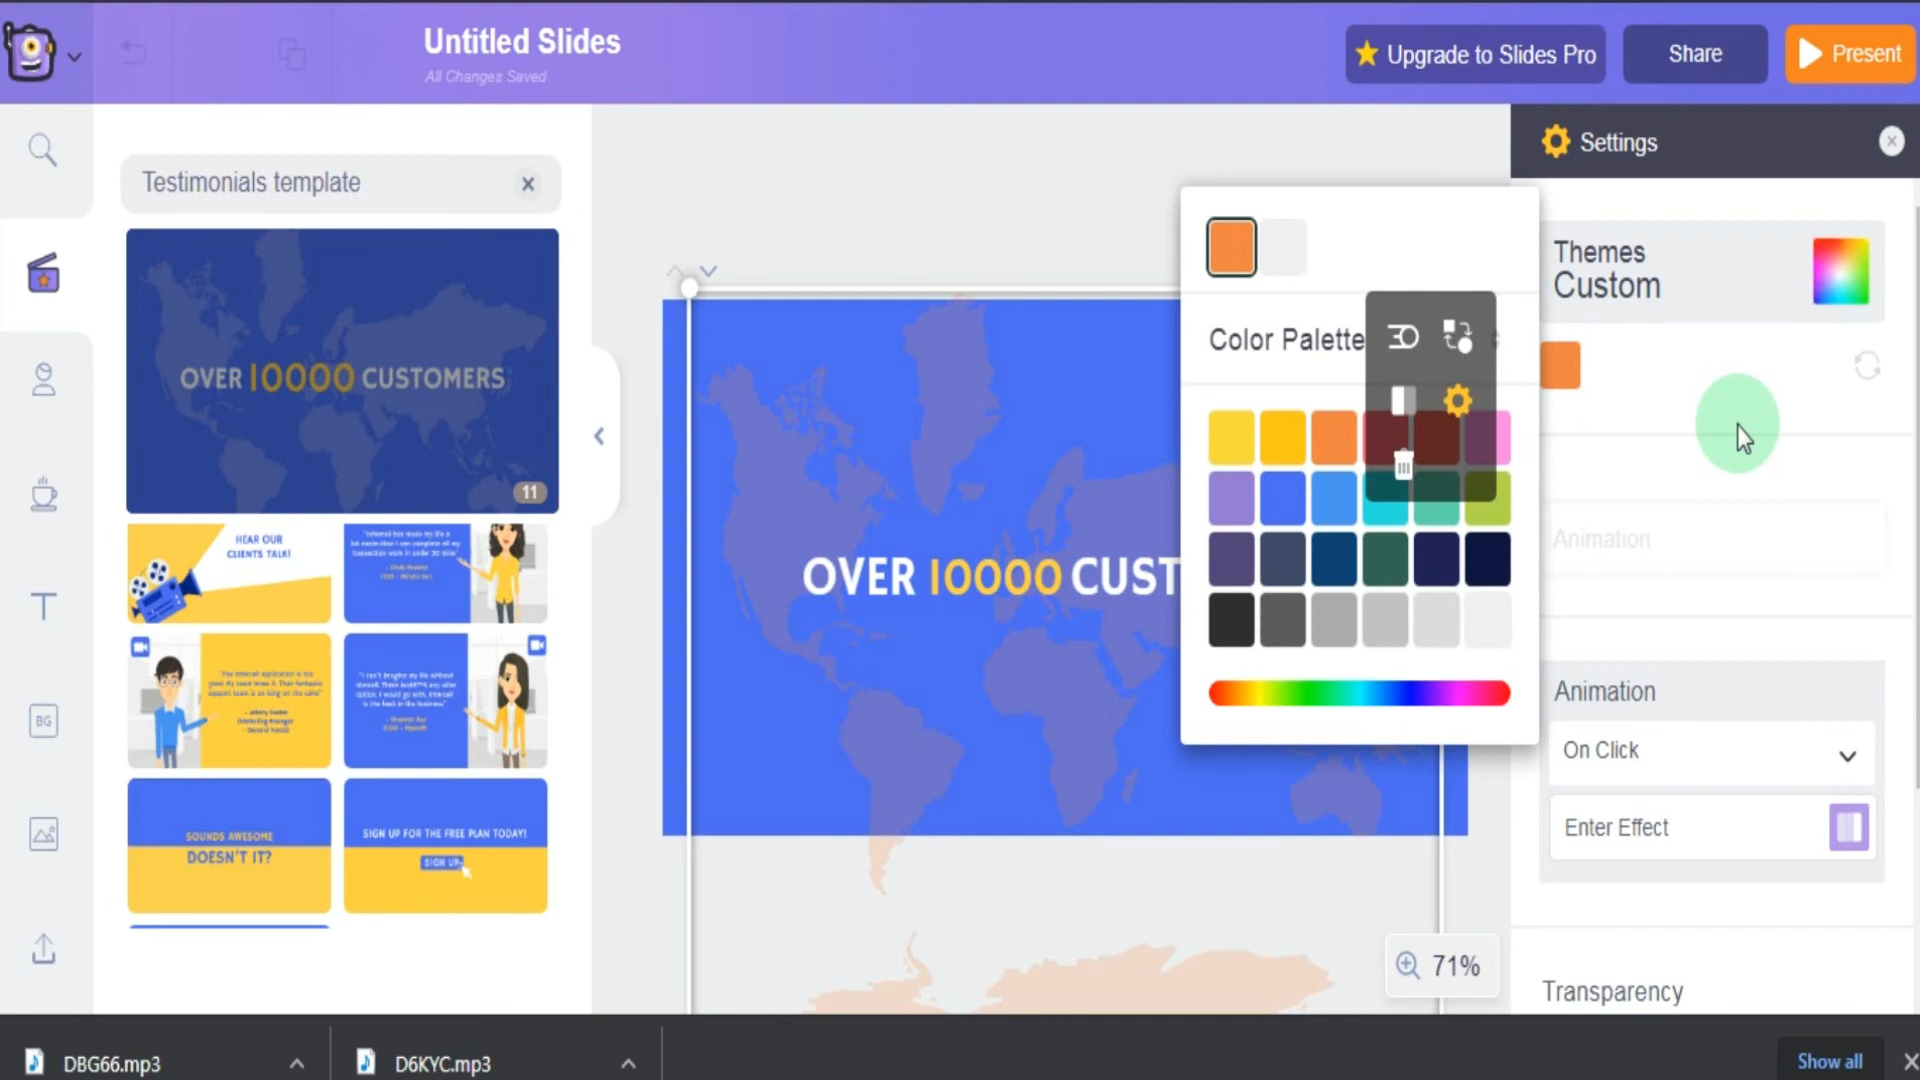 Untitled Slides
All Changes Saved
Upgrade to Slides Pro
Share
Present
Settings
Testimonials template
Themes
Custom
OVER 10000 CUSTOMERS
11
Color Palette
HEAR OUR
CLIENTS TALK!
OVER 10000 CUST
Animation
Animation
On Click
Enter Effect
BG
SOUNDS AWESOME
DOESN'T IT?
SIGN UP FOR THE FREE PLAN TODAY!
SIGN UP
71%
Transparency
DBG66.mp3
D6KYC.mp3
Show all